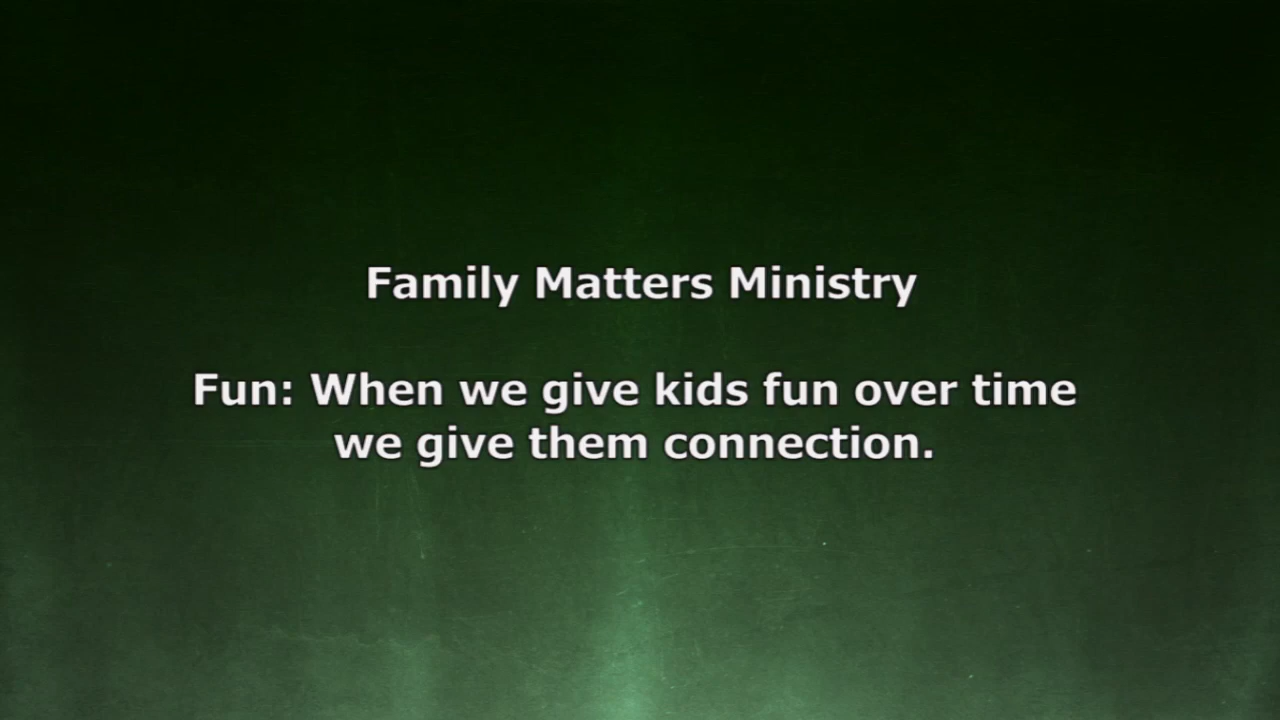 Family Matters Ministry
Fun: When we give kids fun over time
we give them connection.